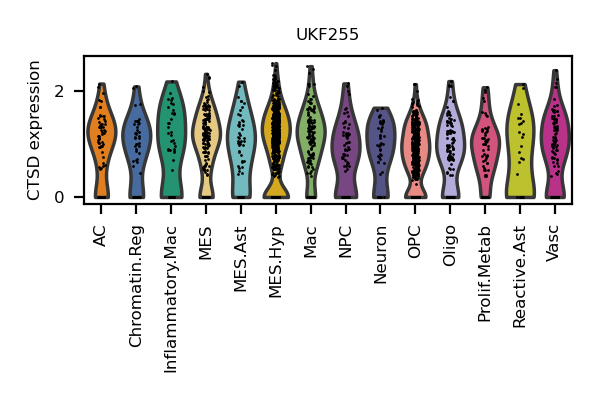 UKF255
CTSD expression
2
0
AC
Chromatin.Reg
Inflammatory.Mac
MES
MES.Ast
MES.Hyp
Mac
NPC
Neuron
OPC
Oligo
Prolif.Metab
Reactive.Ast
Vasc